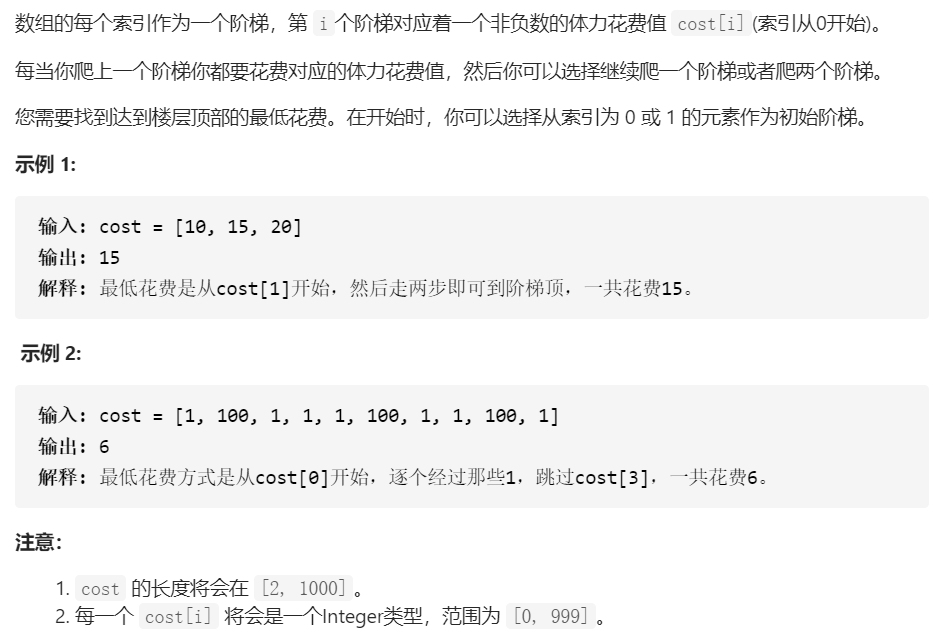 数组的每个索引作为一个阶梯，第 i个阶梯对应着一个非负数的体力花费值 cost[i](索引从0开始)。
每当你爬上一个阶梯你都要花费对应的体力花费值，然后你可以选择继续爬一个阶梯或者爬两个阶梯。
您需要找到达到楼层顶部的最低花费。在开始时，你可以选择从索引为 0 或 1 的元素作为初始阶梯。
示例 1:
输入: cost = [10, 15, 20]
输出: 15
解释: 最低花费是从cost[1]开始，然后走两步即可到阶梯顶，一共花费15。
示例 2:
输入: cost = [1, 100, 1, 1, 1, 100, 1, 1, 100, 1]
输出: 6
解释: 最低花费方式是从cost[0]开始，逐个经过那些1，跳过cost[3]，一共花费6。
注意：
1. cost 的长度将会在 [2, 1000]。
2. 每一个 cost[i] 将会是一个Integer类型，范围为 [0, 999]。